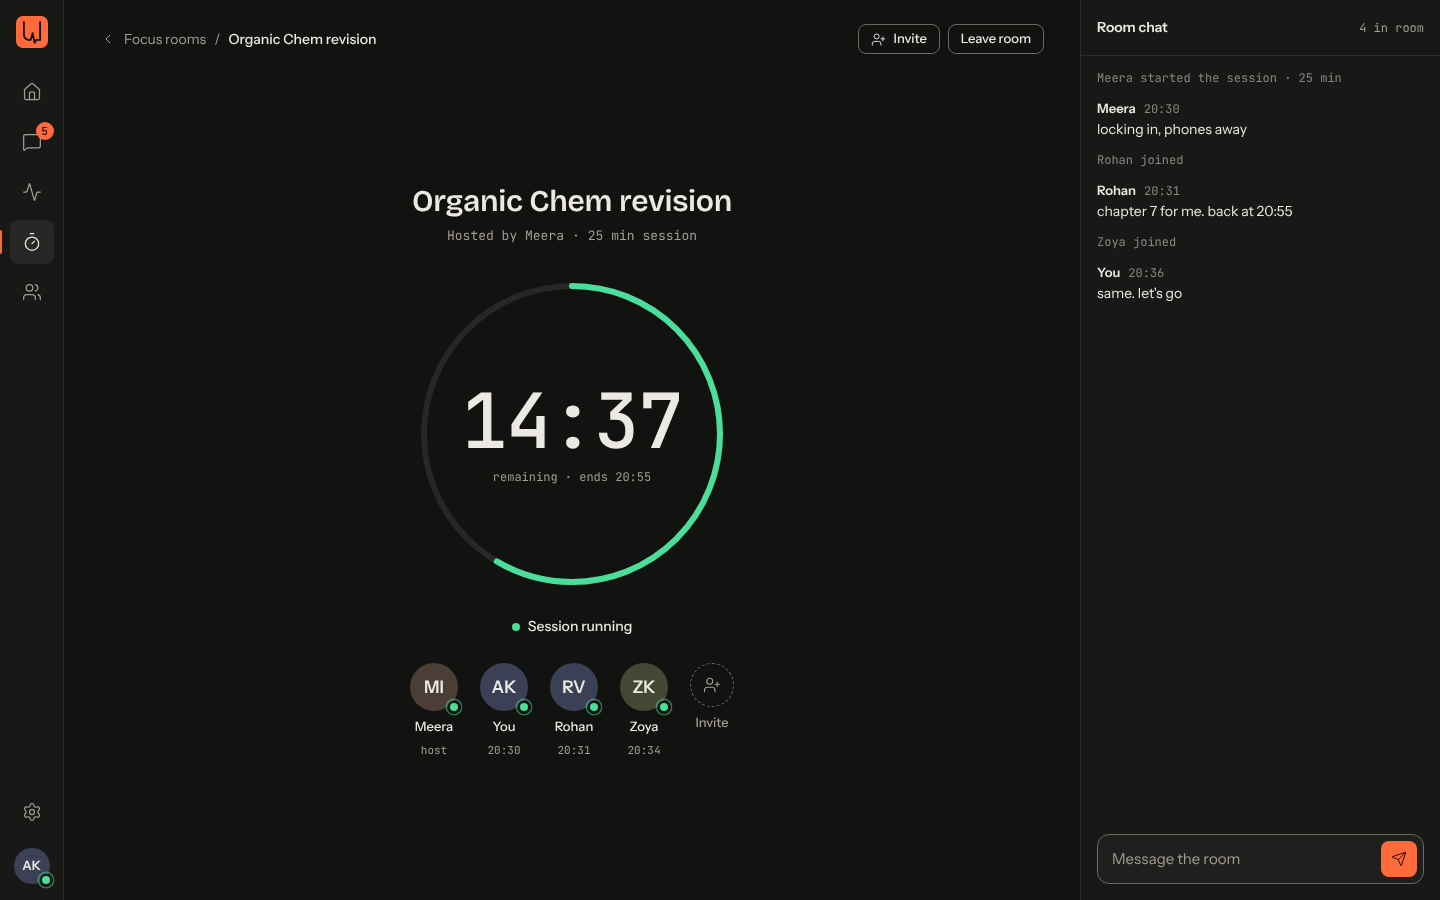 5
AK
Focus rooms / Organic Chem revision
Invite
Leave room
Organic Chem revision
Hosted by Meera · 25 min session
14:37
remaining · ends 20:55
Session running
MI
AK
RV
ZK
Meera
You
Rohan
Zoya
Invite
host
20:30
20:31
20:34
Room chat
4 in room
Meera started the session · 25 min
Meera 20:30
locking in, phones away
Rohan joined
Rohan 20:31
chapter 7 for me. back at 20:55
Zoya joined
You 20:36
same. let's go
Message the room